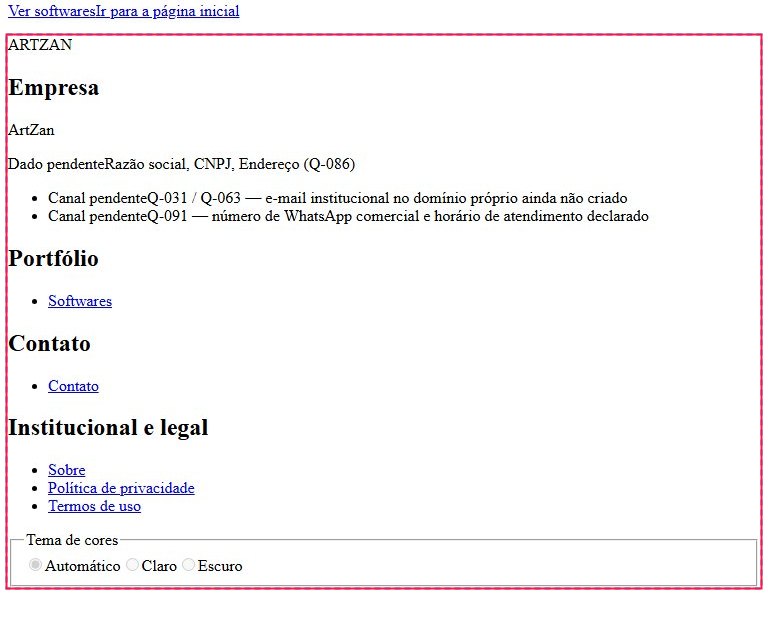 Ver softwaresIr para a página inicial
ARTZAN
Empresa
ArtZan
Dado pendenteRazão social, CNPJ, Endereço (Q-086)
Canal pendenteQ-031 / Q-063 — e-mail institucional no domínio próprio ainda não criado
Canal pendenteQ-091 — número de WhatsApp comercial e horário de atendimento declarado
Portfólio
Softwares
Contato
Contato
Institucional e legal
Sobre
Política de privacidade
Termos de uso
Tema de cores
Automático Claro Escuro